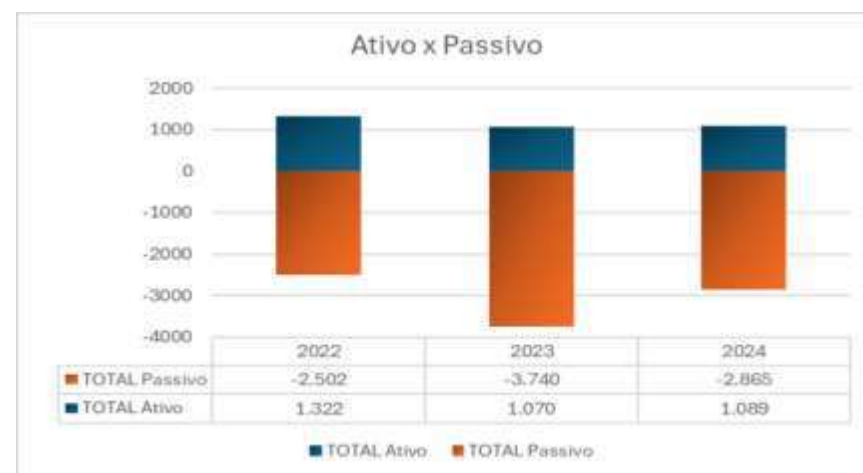 Ativo x Passivo
2000
1000
0
-1000
-2000
-3000
-4000
2022 2023 2024
TOTAL Passivo -2.502 -3.740 -2.865
TOTAL Ativo 1.322 1.070 1.089
TOTAL Ativo TOTAL Passivo